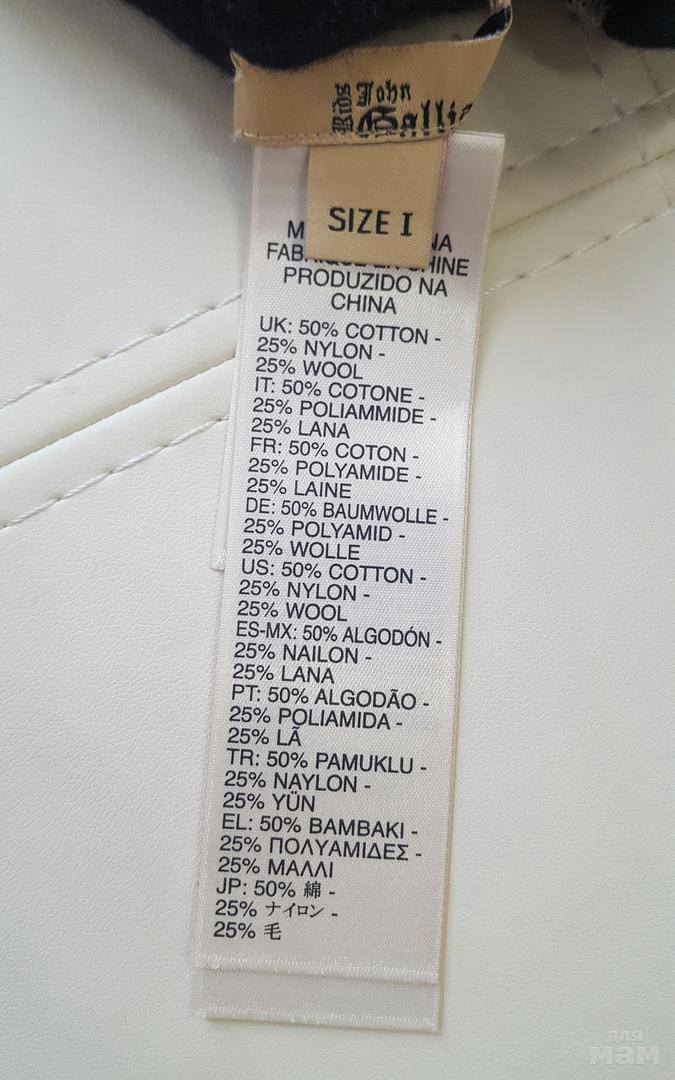 Kids John
Galli
SIZE I
M NA
FAB EN CHINE
PRODUZIDO NA
CHINA
UK: 50% COTTON -
25% NYLON -
25% WOOL
IT: 50% COTONE -
25% POLIAMMIDE -
25% LANA
FR: 50% COTON -
25% POLYAMIDE -
25% LAINE
DE: 50% BAUMWOLLE -
25% POLYAMID -
25% WOLLE
US: 50% COTTON -
25% NYLON -
25% WOOL
ES-MX: 50% ALGODÓN -
25% NAILON -
25% LANA
PT: 50% ALGODÃO -
25% POLIAMIDA -
25% LÃ
TR: 50% PAMUKLU -
25% NAYLON -
25% YÜN
EL: 50% BAMBAKI -
25% ΠΟΛΥΑΜΙΔΕΣ -
25% ΜΑΛΛΙ
JP: 50% 綿 -
25% ナイロン -
25% 毛
для
мам